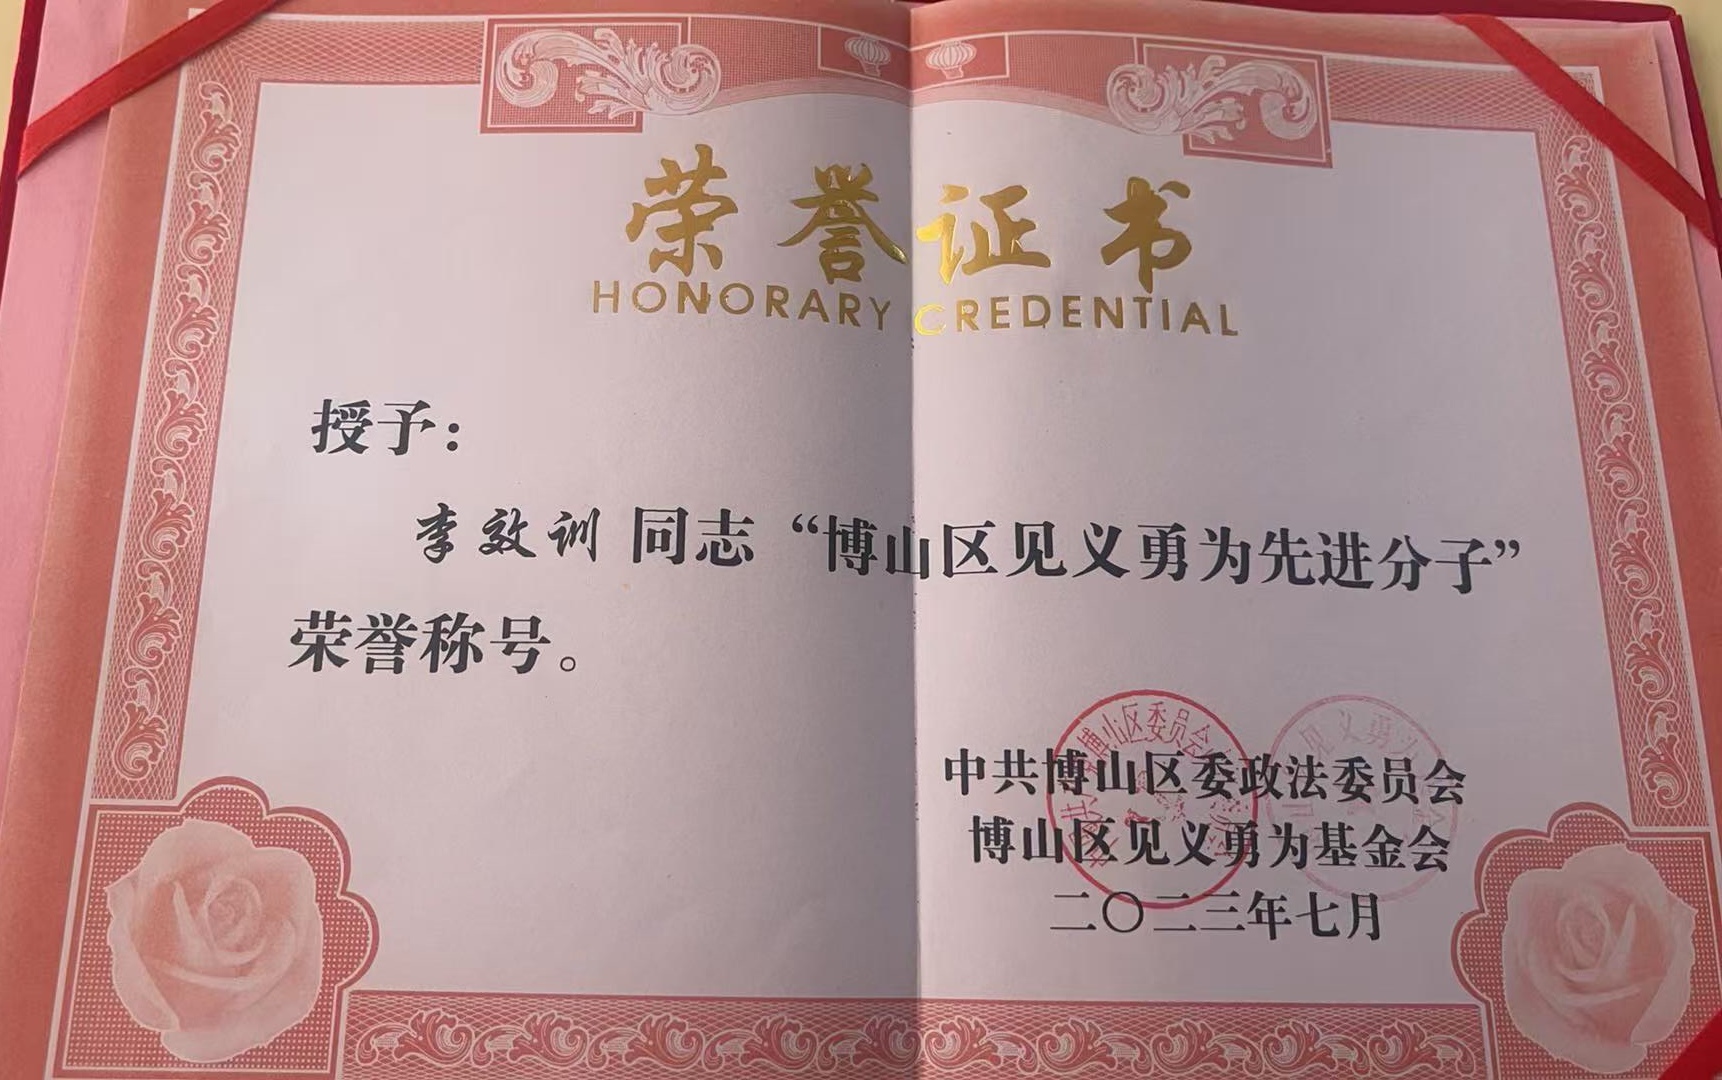 荣誉证书
HONORARY CREDENTIAL
授予：
李效训 同志“博山区见义勇为先进分子”
荣誉称号。
中共博山区委政法委员会
博山区见义勇为基金会
二〇二三年七月